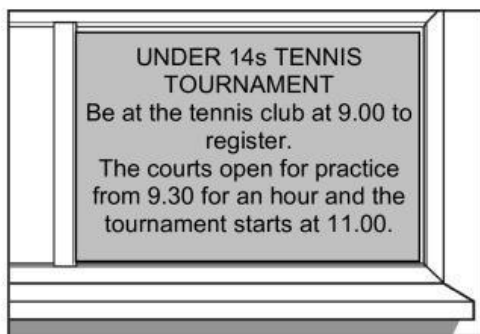 UNDER 14s TENNIS
TOURNAMENT
Be at the tennis club at 9.00 to
register.
The courts open for practice
from 9.30 for an hour and the
tournament starts at 11.00.